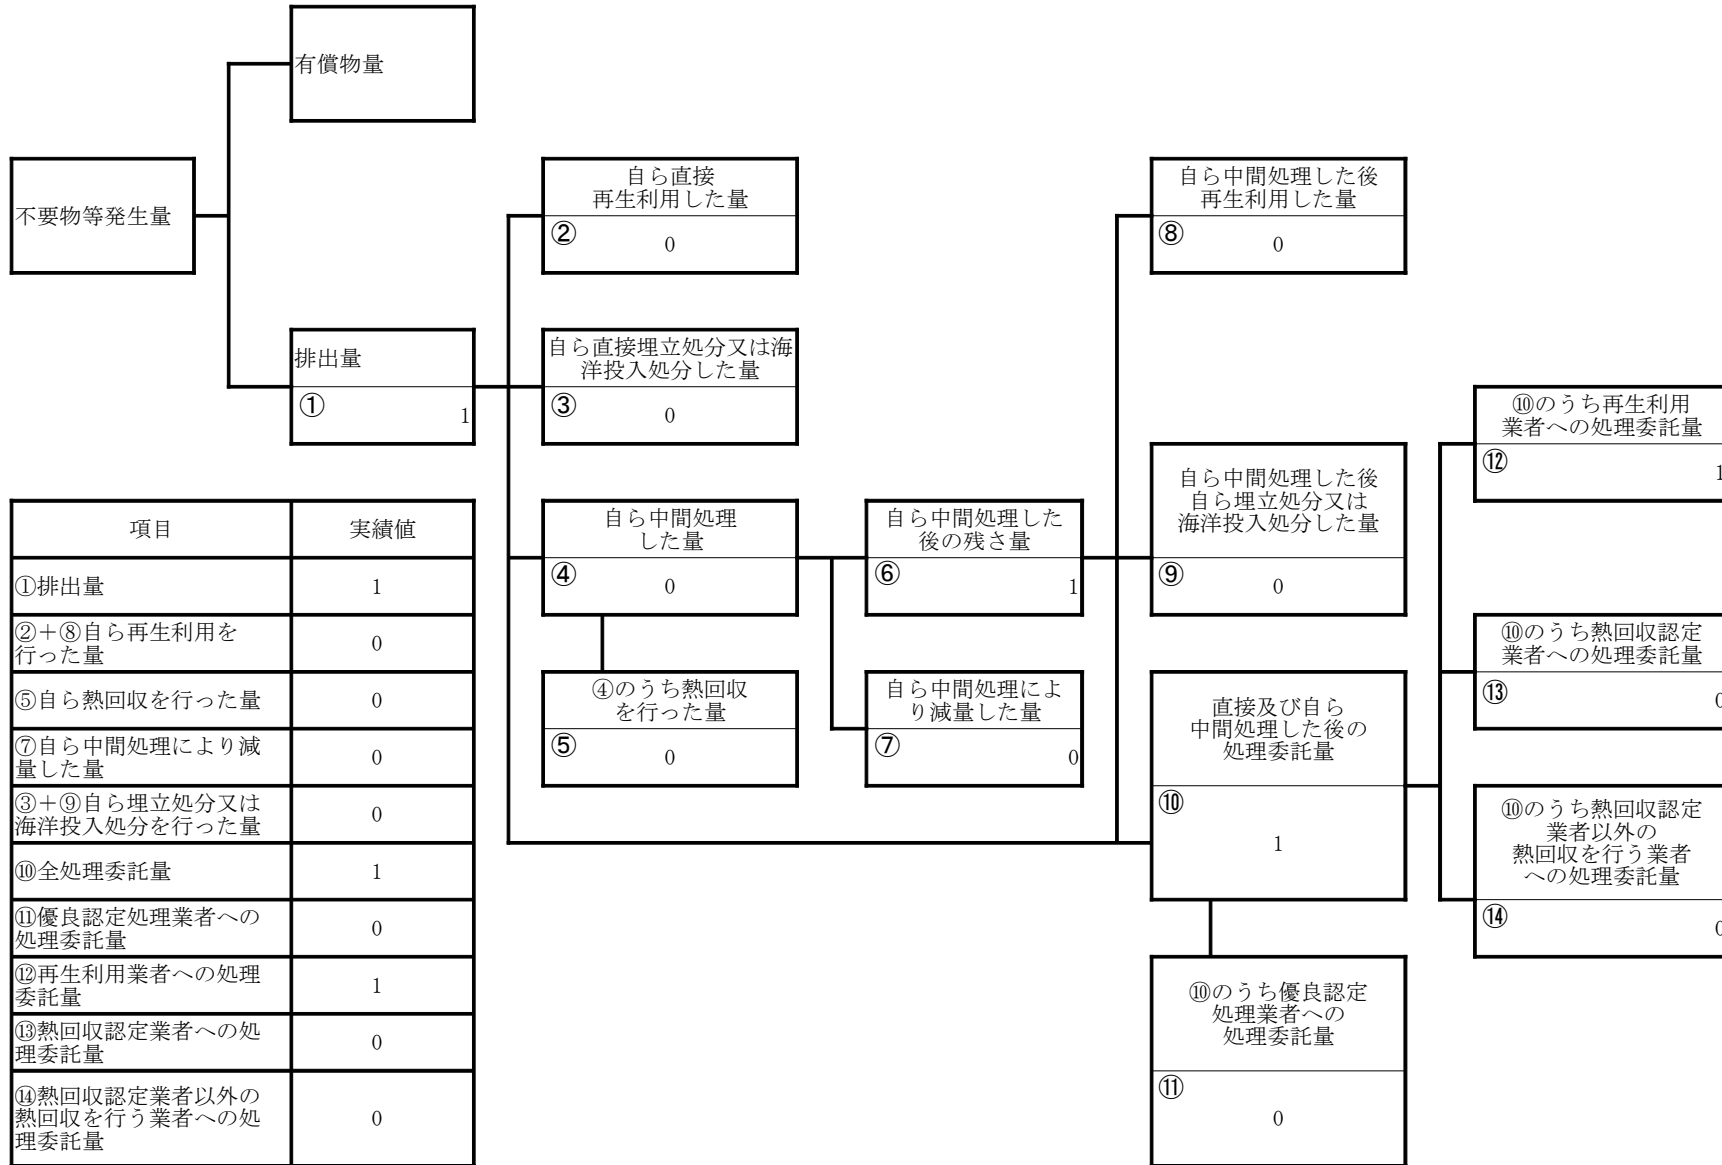 有償物量
不要物等発生量
自ら直接
再生利用した量
②
0
自ら中間処理した後
再生利用した量
⑧
0
排出量
①
1
自ら直接埋立処分又は海
洋投入処分した量
③
0
⑩のうち再生利用
業者への処理委託量
⑫
1
自ら中間処理
した量
④
0
自ら中間処理した
後の残さ量
⑥
1
自ら中間処理した後
自ら埋立処分又は
海洋投入処分した量
⑨
0
⑩のうち熱回収認定
業者への処理委託量
⑬
0
④のうち熱回収
を行った量
⑤
0
自ら中間処理によ
り減量した量
⑦
0
直接及び自ら
中間処理した後の
処理委託量
⑩
1
⑩のうち熱回収認定
業者以外の
熱回収を行う業者
への処理委託量
⑭
0
⑩のうち優良認定
処理業者への
処理委託量
⑪
0
項目 実績値
①排出量 1
②＋⑧自ら再生利用を
行った量 0
⑤自ら熱回収を行った量 0
⑦自ら中間処理により減
量した量 0
③＋⑨自ら埋立処分又は
海洋投入処分を行った量 0
⑩全処理委託量 1
⑪優良認定処理業者への
処理委託量 0
⑫再生利用業者への処理
委託量 1
⑬熱回収認定業者への処
理委託量 0
⑭熱回収認定業者以外の
熱回収を行う業者への処
理委託量 0